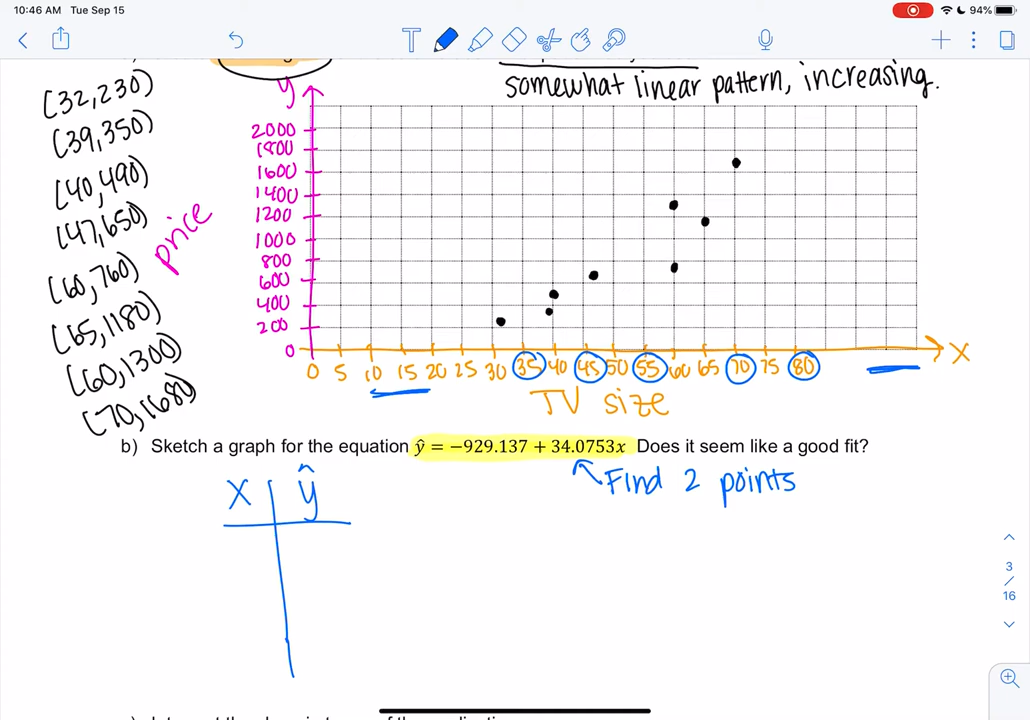 10:46 AM Tue Sep 15
94%
somewhat linear pattern, increasing.
(32,230)
(39,350)
(40,490)
(47,650)
(60,760)
(65,1180)
(60,1300)
(70,1680)
price
y
2000
1800
1600
1400
1200
1000
800
600
400
200
0
0 5 10 15 20 25 30 35 40 45 50 55 60 65 70 75 80
x
TV size
b) Sketch a graph for the equation ŷ = −929.137 + 34.0753x Does it seem like a good fit?
Find 2 points
x ŷ
3
/
16